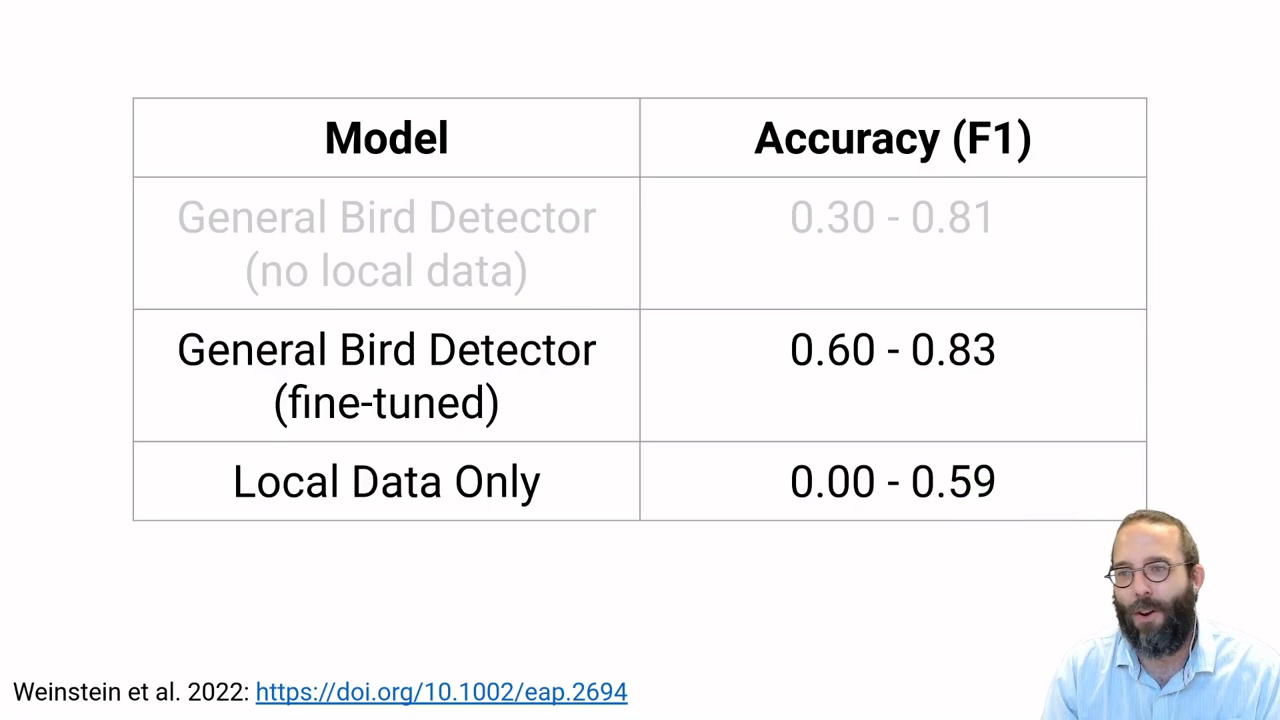 Model
Accuracy (F1)
General Bird Detector
(no local data)
0.30 - 0.81
General Bird Detector
(fine-tuned)
0.60 - 0.83
Local Data Only
0.00 - 0.59
Weinstein et al. 2022: https://doi.org/10.1002/eap.2694